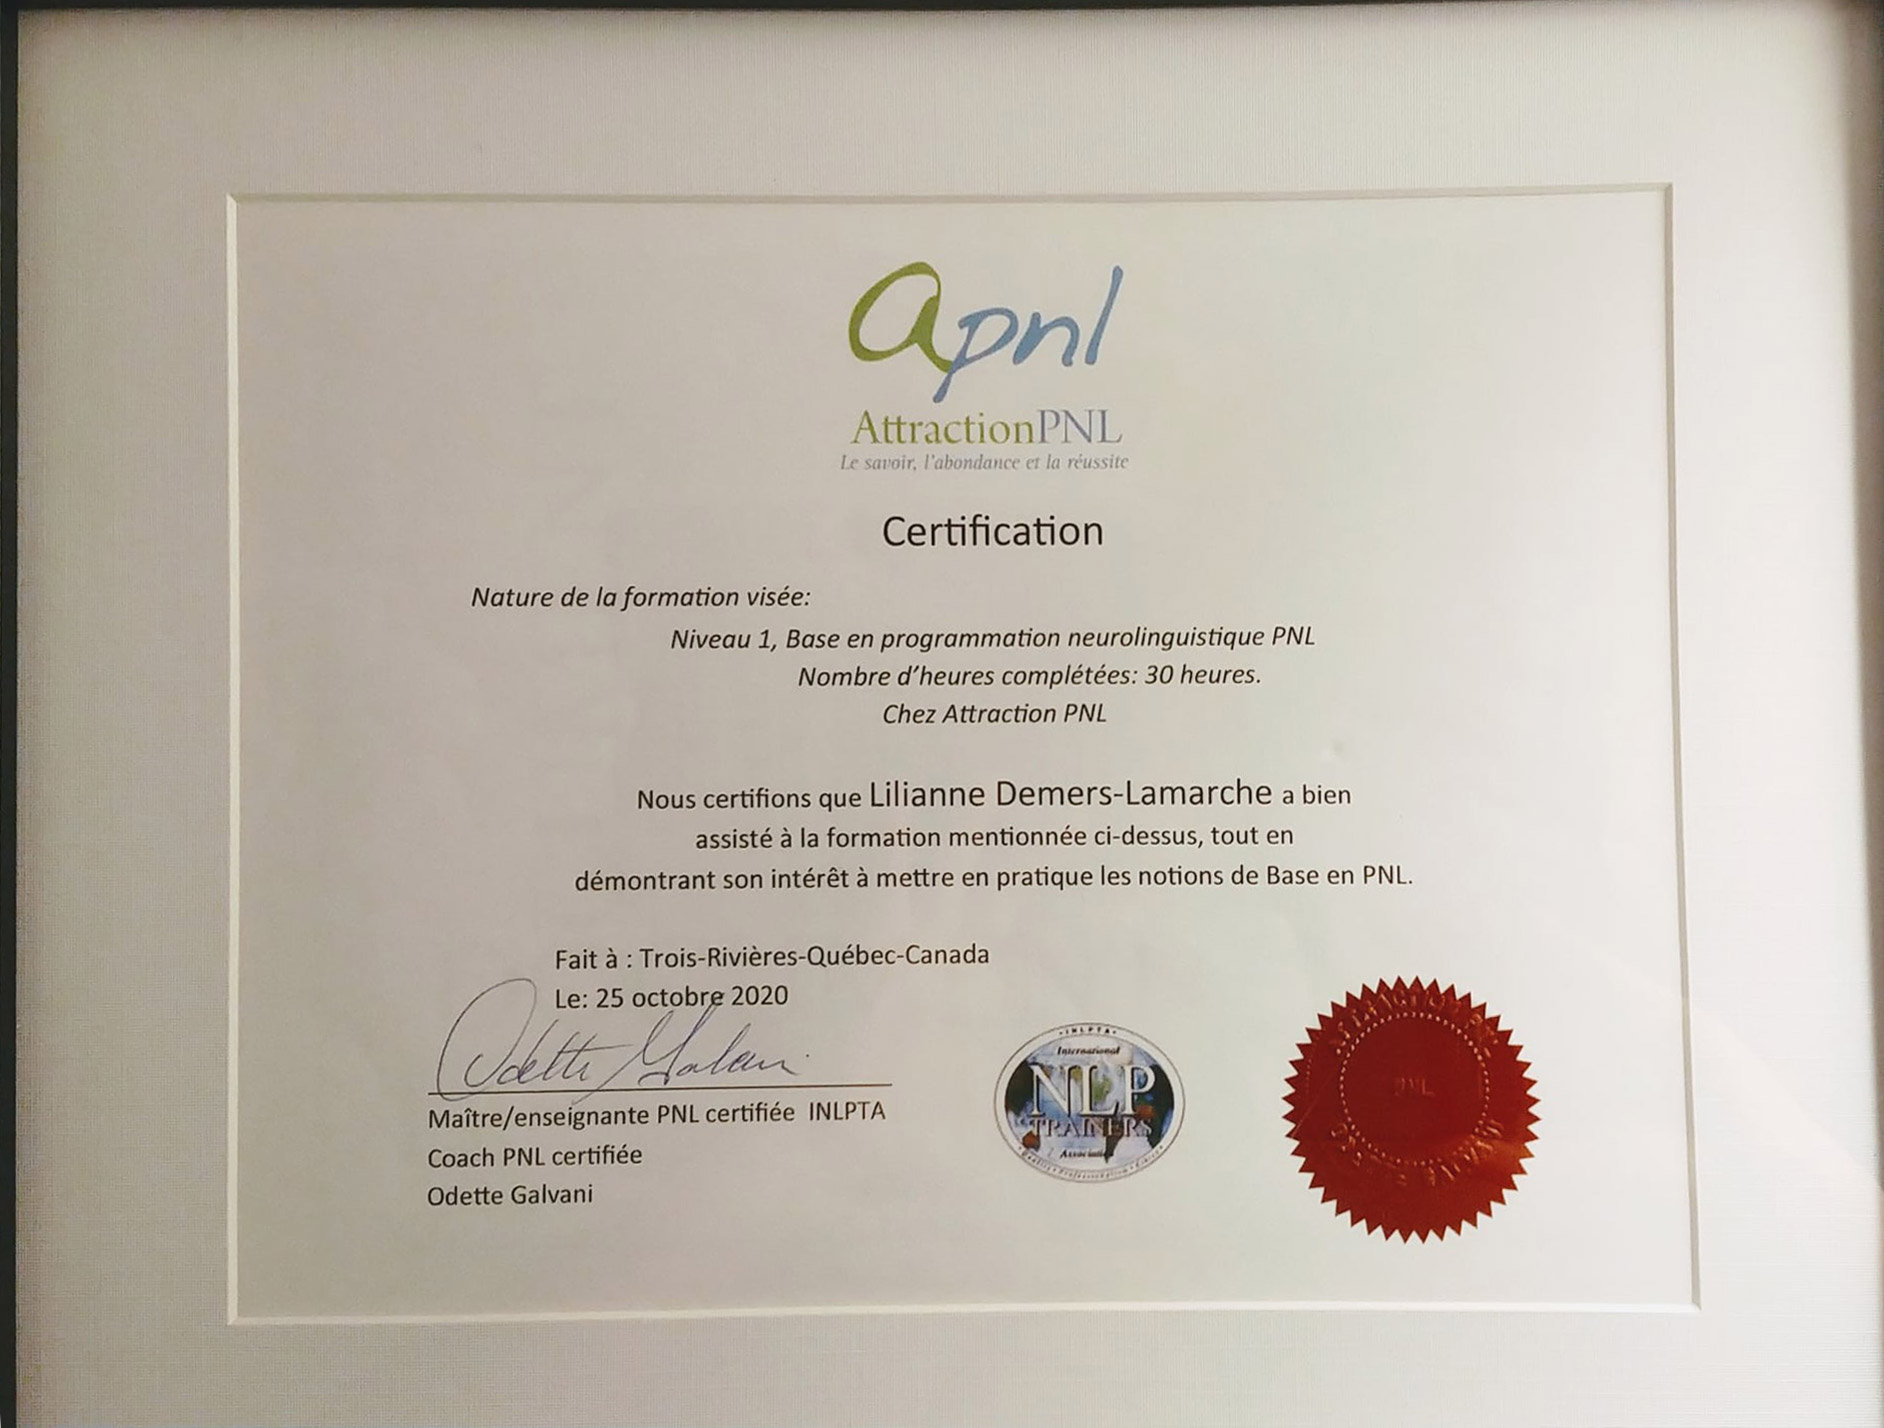 apnl
AttractionPNL
Le savoir, l'abondance et la réussite
Certification
Nature de la formation visée:
Niveau 1, Base en programmation neurolinguistique PNL
Nombre d'heures complétées: 30 heures.
Chez Attraction PNL
Nous certifions que Lilianne Demers-Lamarche a bien
assisté à la formation mentionnée ci-dessus, tout en
démontrant son intérêt à mettre en pratique les notions de Base en PNL.
Fait à : Trois-Rivières-Québec-Canada
Le: 25 octobre 2020
Odette Galvani
Maître/enseignante PNL certifiée INLPTA
Coach PNL certifiée
Odette Galvani
INLPTA
International
NLP
TRAINERS
Association
ATTRACTION
PNL